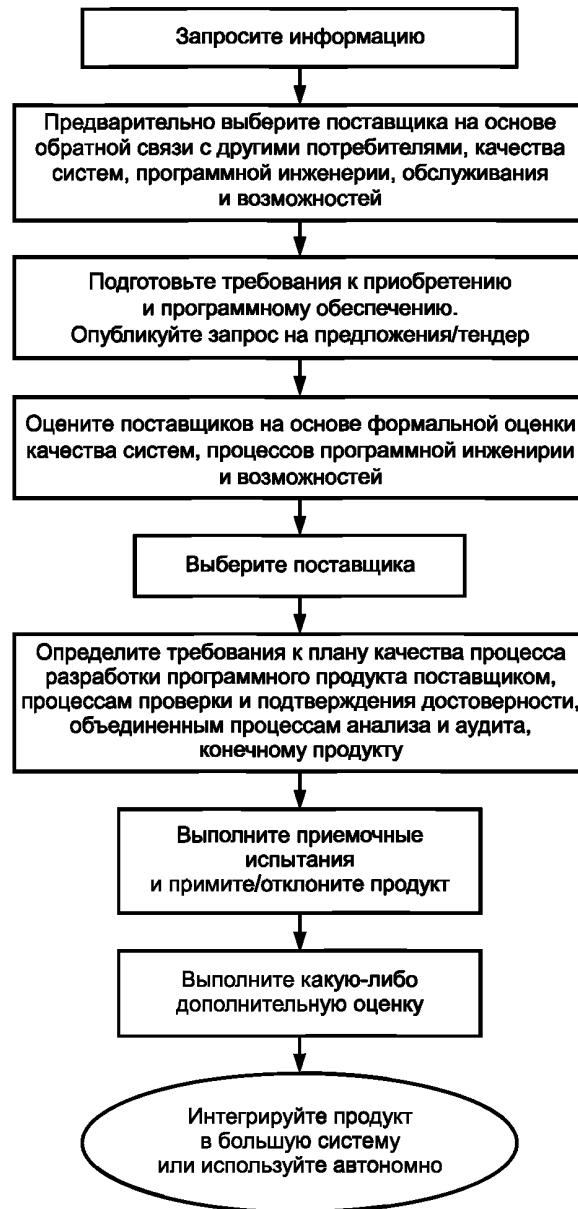 Запросите информацию
Предварительно выберите поставщика на основе
обратной связи с другими потребителями, качества
систем, программной инженерии, обслуживания
и возможностей
Подготовьте требования к приобретению
и программному обеспечению.
Опубликуйте запрос на предложения/тендер
Оцените поставщиков на основе формальной оценки
качества систем, процессов программной инженирии
и возможностей
Выберите поставщика
Определите требования к плану качества процесса
разработки программного продукта поставщиком,
процессам проверки и подтверждения достоверности,
объединенным процессам анализа и аудита,
конечному продукту
Выполните приемочные
испытания
и примите/отклоните продукт
Выполните какую-либо
дополнительную оценку
Интегрируйте продукт
в большую систему
или используйте автономно